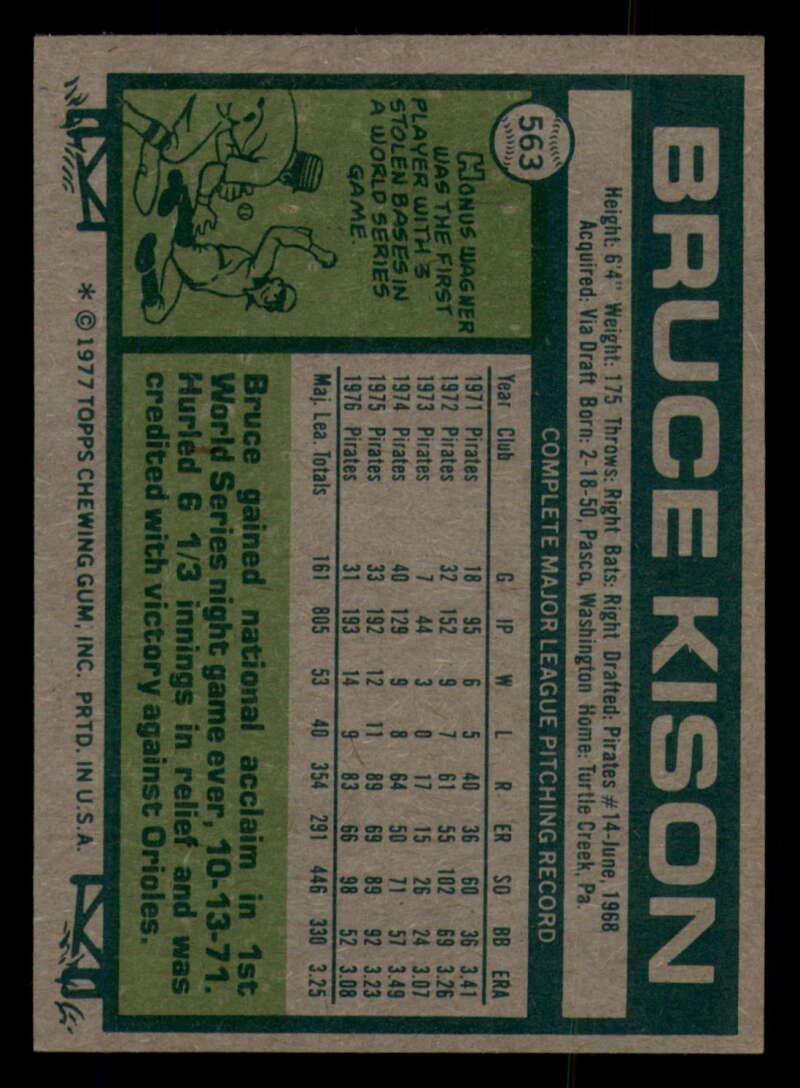 BRUCE KISON
Height: 6'4" Weight: 175 Throws: Right Bats: Right Drafted: Pirates #14-June, 1968
Acquired: Via Draft Born: 2-18-50, Pasco, Washington Home: Turtle Creek, Pa.
563
HONUS WAGNER
WAS THE FIRST
PLAYER WITH 3
STOLEN BASES IN
A WORLD SERIES
GAME.
COMPLETE MAJOR LEAGUE PITCHING RECORD
Year Club G IP W L R ER SO BB ERA
1971 Pirates 18 95 6 5 40 36 60 36 3.41
1972 Pirates 32 152 9 7 61 55 102 69 3.26
1973 Pirates 7 44 3 0 17 15 26 24 3.07
1974 Pirates 40 129 9 8 64 50 71 57 3.49
1975 Pirates 33 192 12 11 89 69 89 92 3.23
1976 Pirates 31 193 14 9 83 66 98 52 3.08
Maj. Lea. Totals 161 805 53 40 354 291 446 330 3.25
Bruce gained national acclaim in 1st
World Series night game ever, 10-13-71.
Hurled 6 1/3 innings in relief and was
credited with victory against Orioles.
* © 1977 TOPPS CHEWING GUM, INC. PRTD. IN U.S.A.